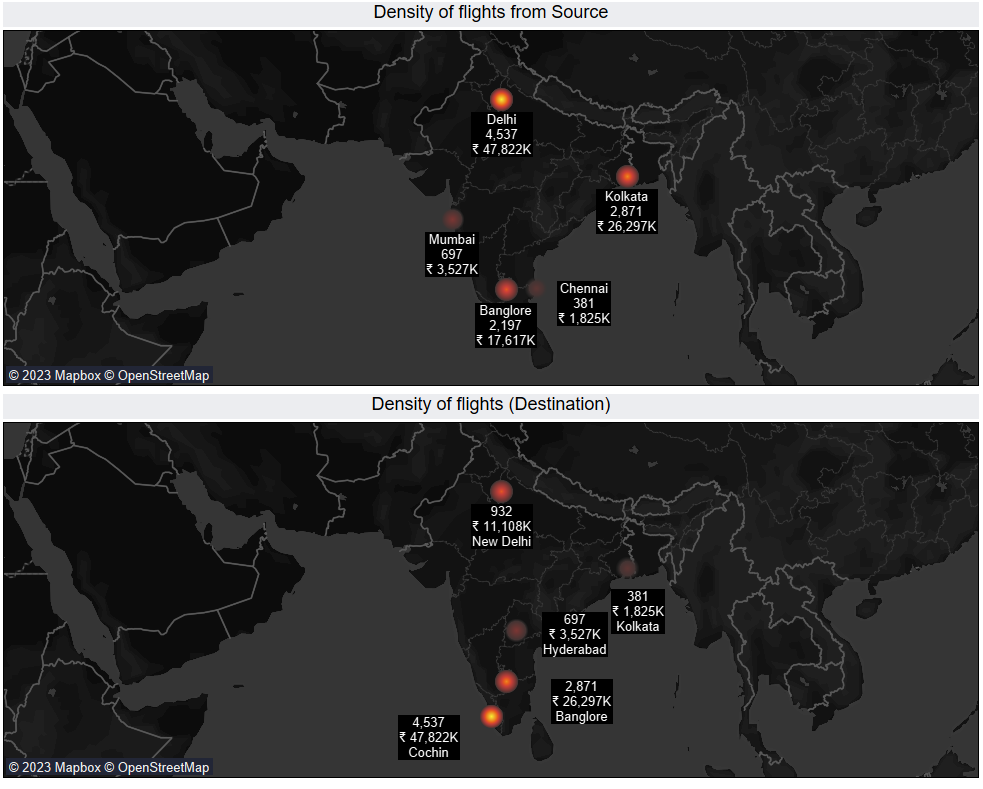 Density of flights from Source
Delhi
4,537
₹ 47,822K
Kolkata
2,871
₹ 26,297K
Mumbai
697
₹ 3,527K
Chennai
381
₹ 1,825K
Banglore
2,197
₹ 17,617K
© 2023 Mapbox © OpenStreetMap
Density of flights (Destination)
932
₹ 11,108K
New Delhi
381
₹ 1,825K
Kolkata
697
₹ 3,527K
Hyderabad
2,871
₹ 26,297K
Banglore
4,537
₹ 47,822K
Cochin
© 2023 Mapbox © OpenStreetMap